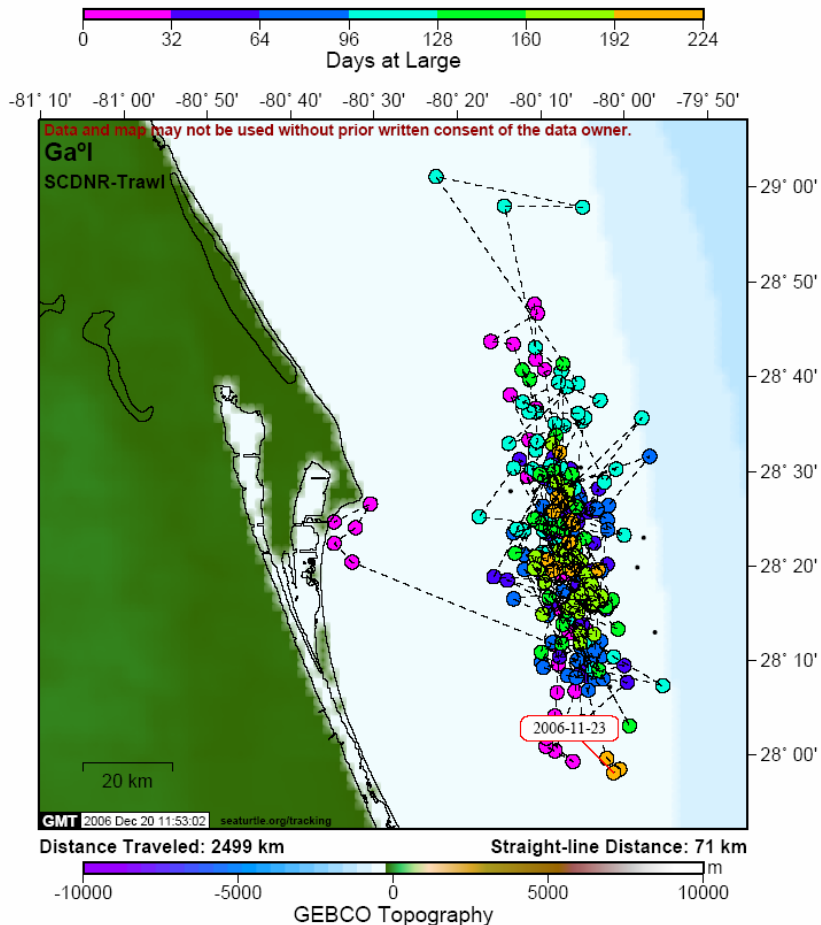 0 32 64 96 128 160 192 224
Days at Large
-81° 10' -81° 00' -80° 50' -80° 40' -80° 30' -80° 20' -80° 10' -80° 00' -79° 50'
Data and map may not be used without prior written consent of the data owner.
Gaºl
SCDNR-Trawl
29° 00'
28° 50'
28° 40'
28° 30'
28° 20'
28° 10'
2006-11-23
28° 00'
20 km
GMT 2006 Dec 20 11:53:02 seaturtle.org/tracking
Distance Traveled: 2499 km Straight-line Distance: 71 km
m
-10000 -5000 0 5000 10000
GEBCO Topography